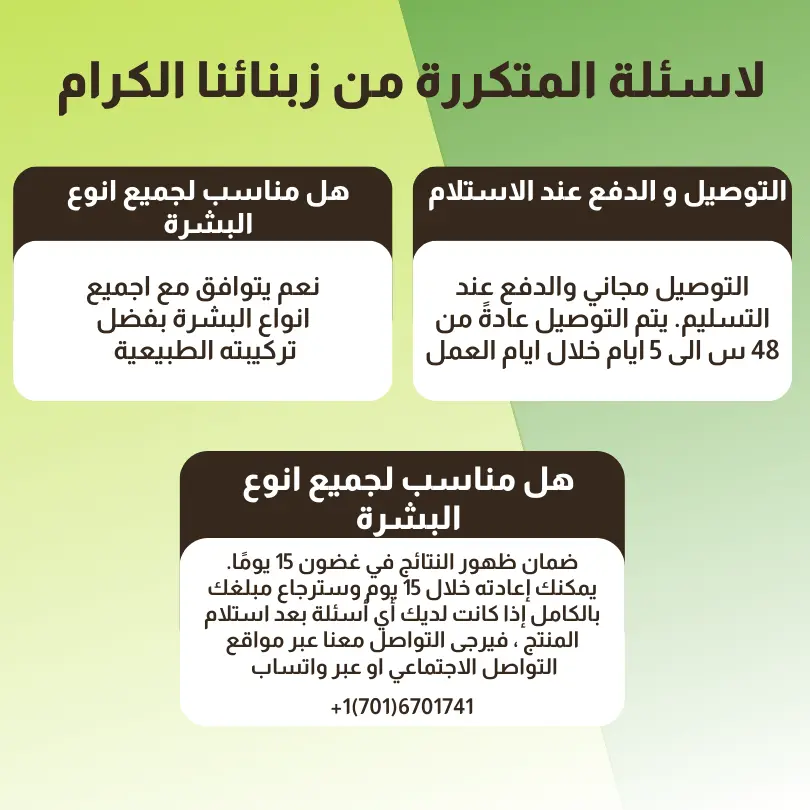 لاسئلة المتكررة من زبنائنا الكرام
التوصيل و الدفع عند الاستلام
التوصيل مجاني والدفع عند
التسليم. يتم التوصيل عادةً من
48 س الى 5 ايام خلال ايام العمل
هل مناسب لجميع انوع
البشرة
نعم يتوافق مع اجميع
انواع البشرة بفضل
تركيبته الطبيعية
هل مناسب لجميع انوع
البشرة
ضمان ظهور النتائج في غضون 15 يومًا.
يمكنك إعادته خلال 15 يوم وسترجاع مبلغك
بالكامل إذا كانت لديك أي أسئلة بعد استلام
المنتج ، فيرجى التواصل معنا عبر مواقع
التواصل الاجتماعي او عبر واتساب
+1(701)6701741